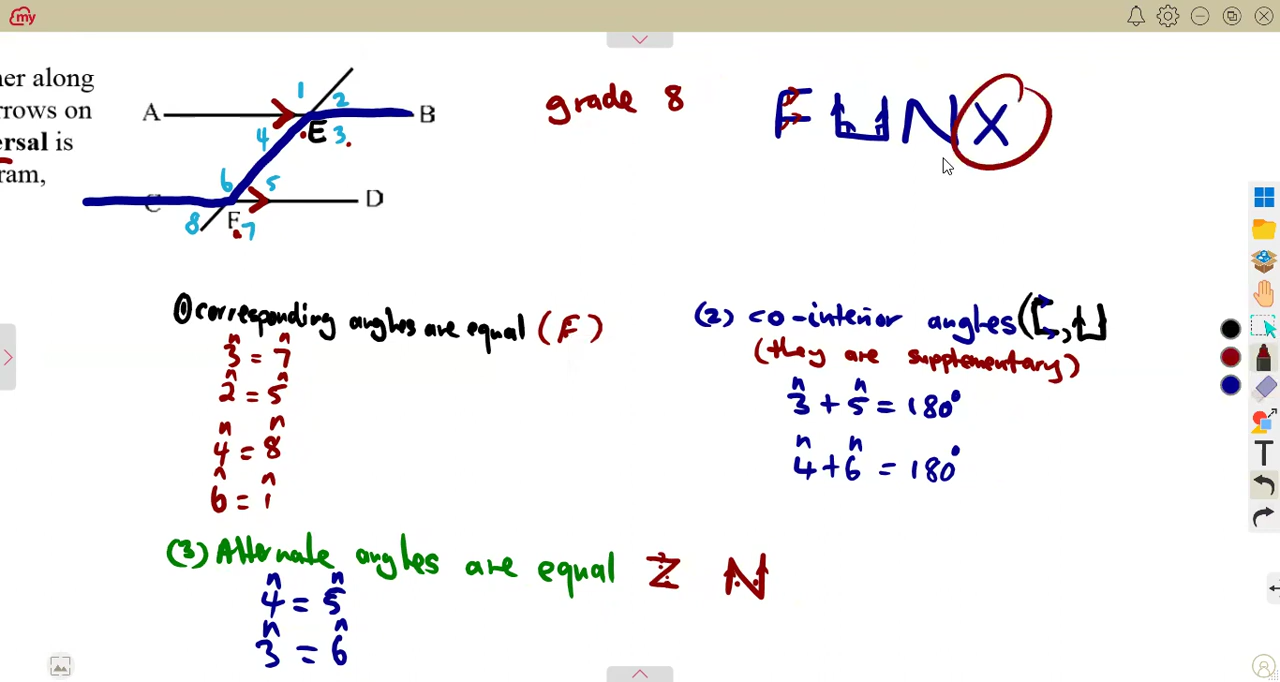 my
ner along
rrows on
ersal is
ram,
A 1 2 B
4 E 3
6 5
C D
8 F 7
grade 8
F U N X
① corresponding angles are equal (F)
3̂ = 7̂
2̂ = 5̂
4̂ = 8̂
6̂ = 1̂
(2) co-interior angles ([, U)
(they are supplementary)
3̂ + 5̂ = 180°
4̂ + 6̂ = 180°
(3) Alternate angles are equal Z N
4̂ = 5̂
3̂ = 6̂
T